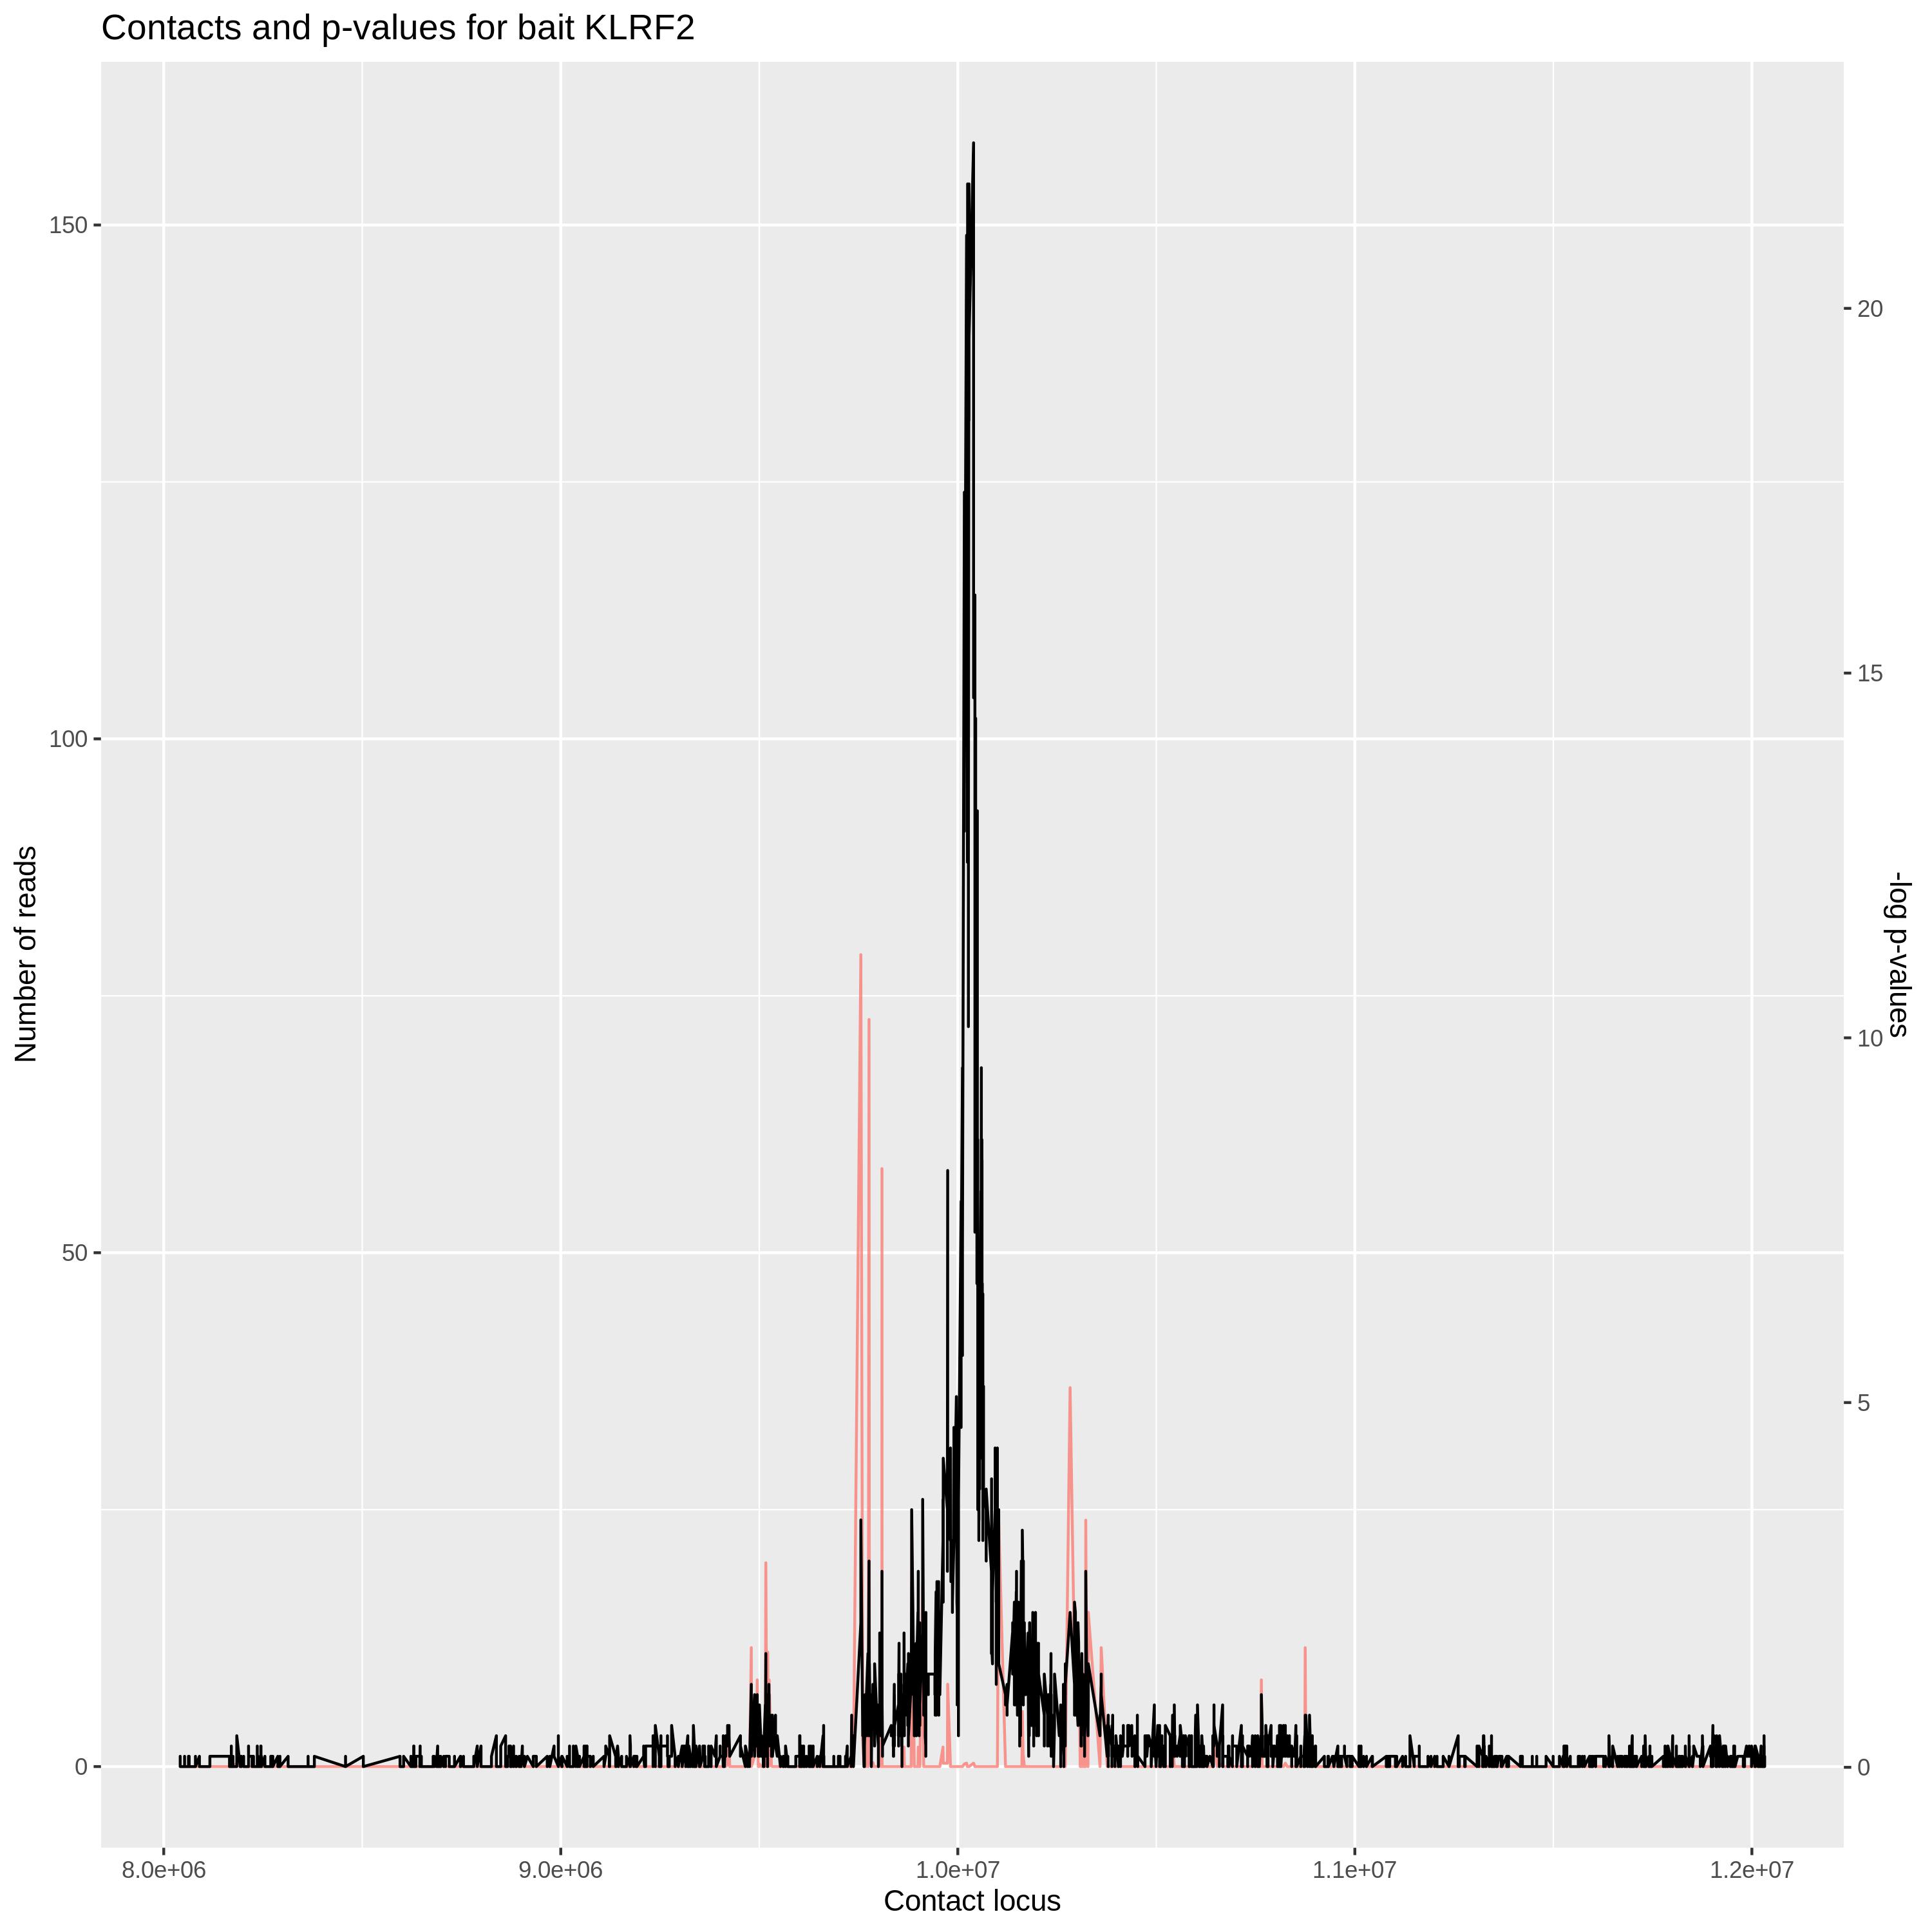 Contacts and p-values for bait KLRF2
150
100
50
0
Number of reads
20
15
10
5
0
-log p-values
8.0e+06
9.0e+06
1.0e+07
1.1e+07
1.2e+07
Contact locus